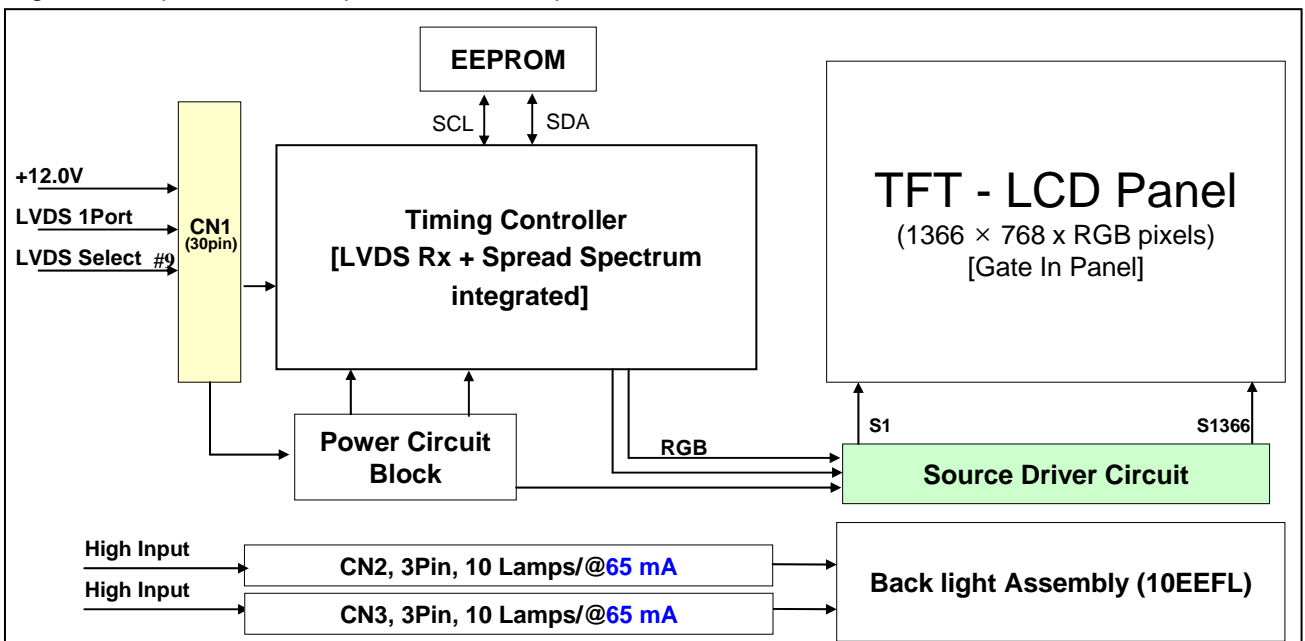 EEPROM
SCL
SDA
+12.0V
LVDS 1Port
LVDS Select #9
CN1
(30pin)
Timing Controller
[LVDS Rx + Spread Spectrum
integrated]
TFT - LCD Panel
(1366 × 768 x RGB pixels)
[Gate In Panel]
S1
S1366
Power Circuit
Block
RGB
Source Driver Circuit
High Input
CN2, 3Pin, 10 Lamps/@65 mA
High Input
CN3, 3Pin, 10 Lamps/@65 mA
Back light Assembly (10EEFL)